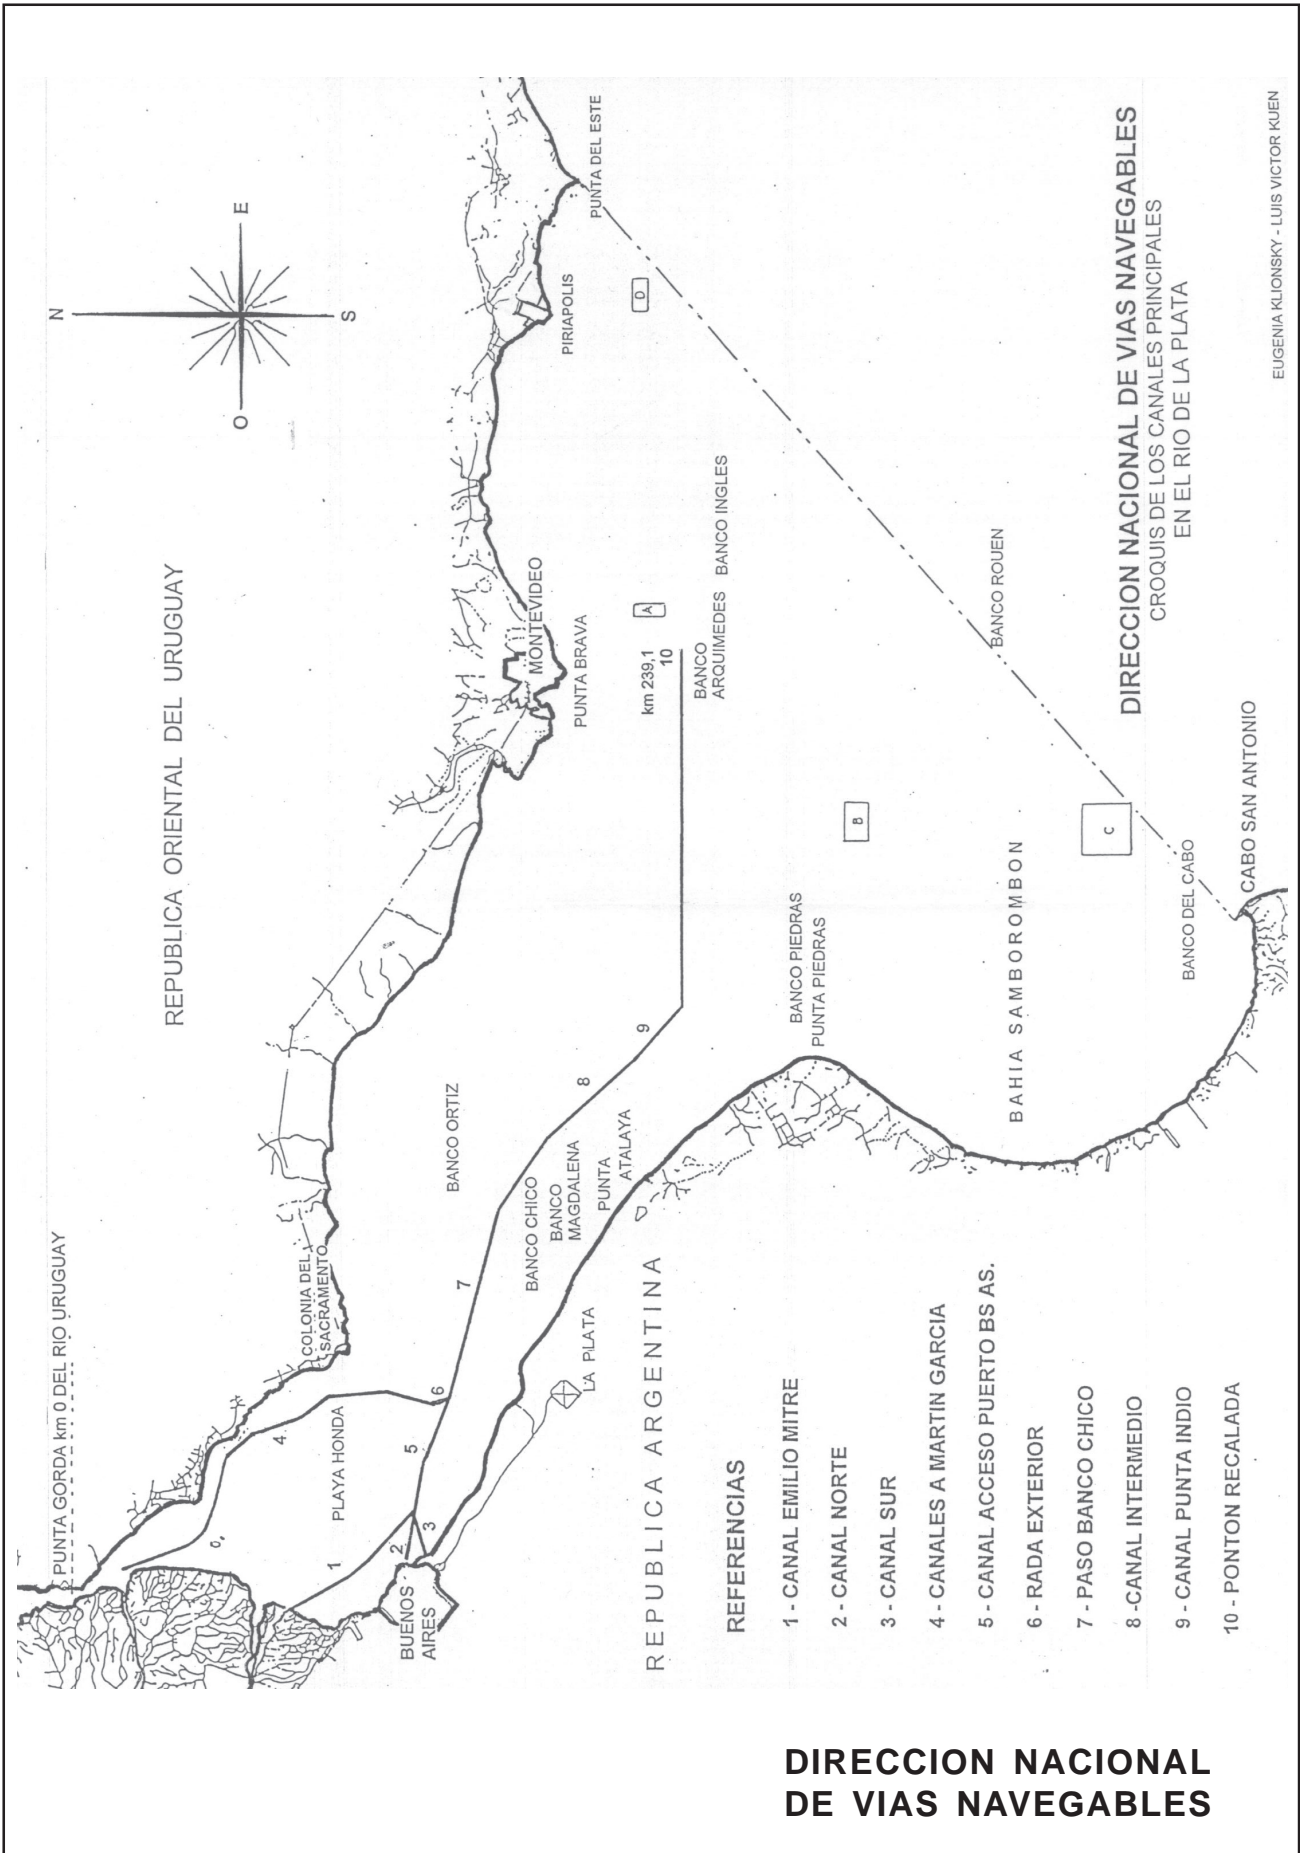 PUNTA GORDA km 0 DEL RIO URUGUAY
REPUBLICA ORIENTAL DEL URUGUAY
N
E
S
O
COLONIA DEL
SACRAMENTO
PLAYA HONDA
BUENOS
AIRES
LA PLATA
BANCO ORTIZ
BANCO CHICO
BANCO
MAGDALENA
PUNTA
ATALAYA
MONTEVIDEO
PUNTA BRAVA
PIRIAPOLIS
PUNTA DEL ESTE
1
2
3
4
5
6
7
8
9
km 239,1
10
A
B
C
D
BANCO
ARQUIMEDES
BANCO INGLES
BANCO PIEDRAS
PUNTA PIEDRAS
BANCO ROUEN
BAHIA SAMBOROMBON
BANCO DEL CABO
CABO SAN ANTONIO
REPUBLICA ARGENTINA
REFERENCIAS
1 - CANAL EMILIO MITRE
2 - CANAL NORTE
3 - CANAL SUR
4 - CANALES A MARTIN GARCIA
5 - CANAL ACCESO PUERTO BS AS.
6 - RADA EXTERIOR
7 - PASO BANCO CHICO
8 -CANAL INTERMEDIO
9 - CANAL PUNTA INDIO
10 - PONTON RECALADA
DIRECCION NACIONAL DE VIAS NAVEGABLES
CROQUIS DE LOS CANALES PRINCIPALES
EN EL RIO DE LA PLATA
EUGENIA KLIONSKY - LUIS VICTOR KUEN
DIRECCION NACIONAL
DE VIAS NAVEGABLES